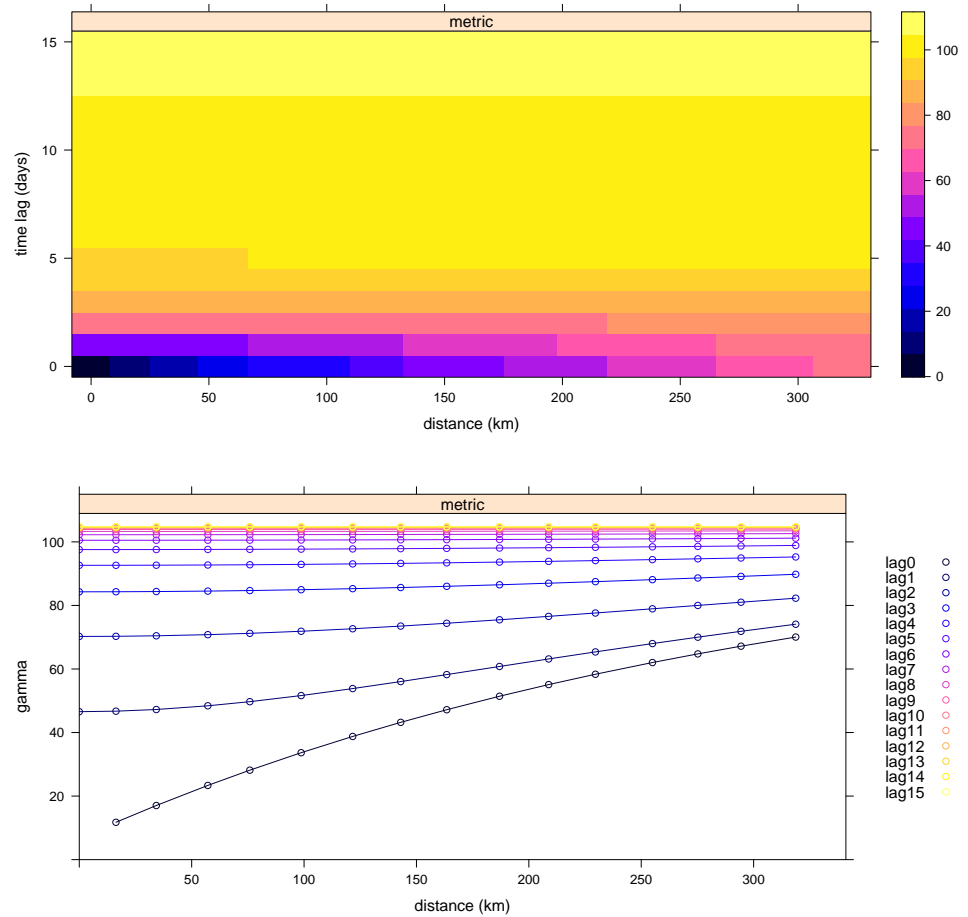 metric
15
10
5
0
time lag (days)
0
50
100
150
200
250
300
distance (km)
100
80
60
40
20
0
metric
100
80
60
40
20
gamma
50
100
150
200
250
300
distance (km)
lag0
lag1
lag2
lag3
lag4
lag5
lag6
lag7
lag8
lag9
lag10
lag11
lag12
lag13
lag14
lag15